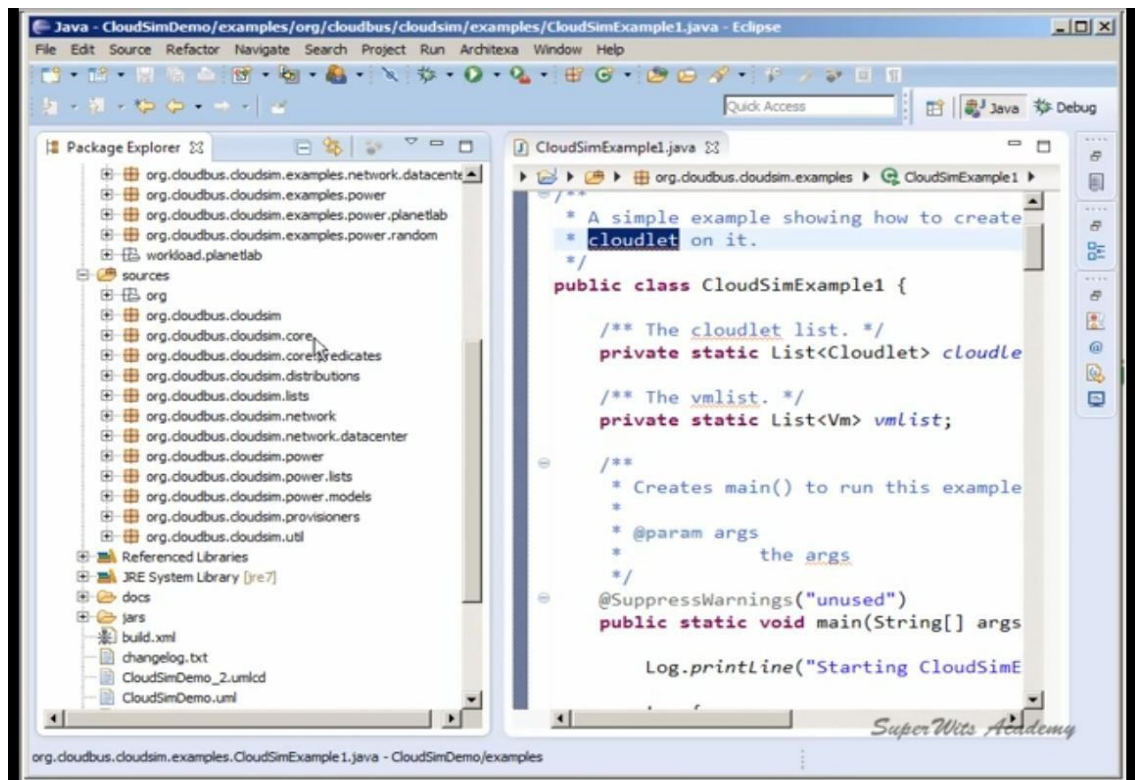 Java - CloudSimDemo/examples/org/cloudbus/cloudsim/examples/CloudSimExample1.java - Eclipse
File Edit Source Refactor Navigate Search Project Run Architexa Window Help
Quick Access
Java
Debug
Package Explorer
org.cloudbus.cloudsim.examples.network.datacente
org.cloudbus.cloudsim.examples.power
org.cloudbus.cloudsim.examples.power.planetlab
org.cloudbus.cloudsim.examples.power.random
workload.planetlab
sources
org
org.cloudbus.cloudsim
org.cloudbus.cloudsim.core
org.cloudbus.cloudsim.core.predicates
org.cloudbus.cloudsim.distributions
org.cloudbus.cloudsim.lists
org.cloudbus.cloudsim.network
org.cloudbus.cloudsim.network.datacenter
org.cloudbus.cloudsim.power
org.cloudbus.cloudsim.power.lists
org.cloudbus.cloudsim.power.models
org.cloudbus.cloudsim.provisioners
org.cloudbus.cloudsim.util
Referenced Libraries
JRE System Library [jre7]
docs
jars
build.xml
changelog.txt
CloudSimDemo_2.umlcd
CloudSimDemo.uml
CloudSimExample1.java
org.cloudbus.cloudsim.examples CloudSimExample1
/**
* A simple example showing how to create
* cloudlet on it.
*/
public class CloudSimExample1 {
/** The cloudlet list. */
private static List<Cloudlet> cloudle
/** The vmlist. */
private static List<Vm> vmlist;
/**
* Creates main() to run this example
*
* @param args
* the args
*/
@SuppressWarnings("unused")
public static void main(String[] args
Log.printLine("Starting CloudSimE
SuperWits Academy
org.cloudbus.cloudsim.examples.CloudSimExample1.java - CloudSimDemo/examples